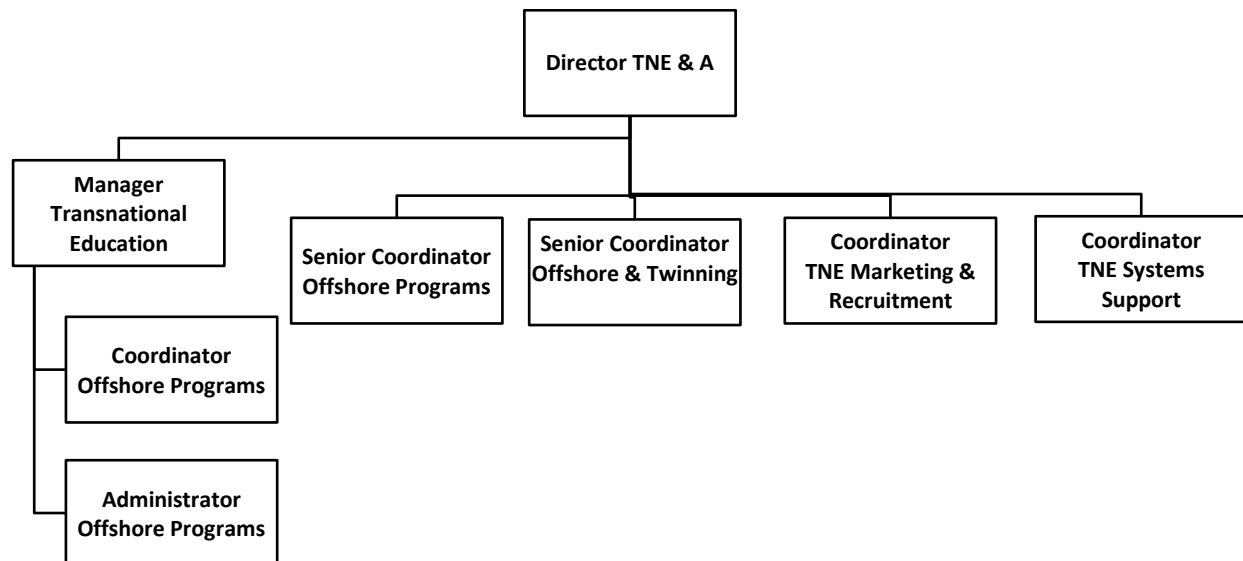 Director TNE & A
Manager
Transnational
Education
Senior Coordinator
Offshore Programs
Senior Coordinator
Offshore & Twinning
Coordinator
TNE Marketing &
Recruitment
Coordinator
TNE Systems
Support
Coordinator
Offshore Programs
Administrator
Offshore Programs